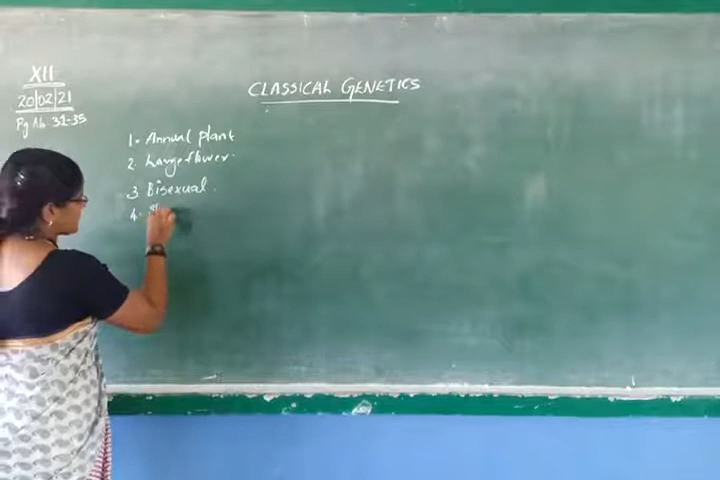 XII
20/02/21
Pg No 31-35
CLASSICAL GENETICS
1. Annual plant
2. Large flower.
3. Bisexual.
4.